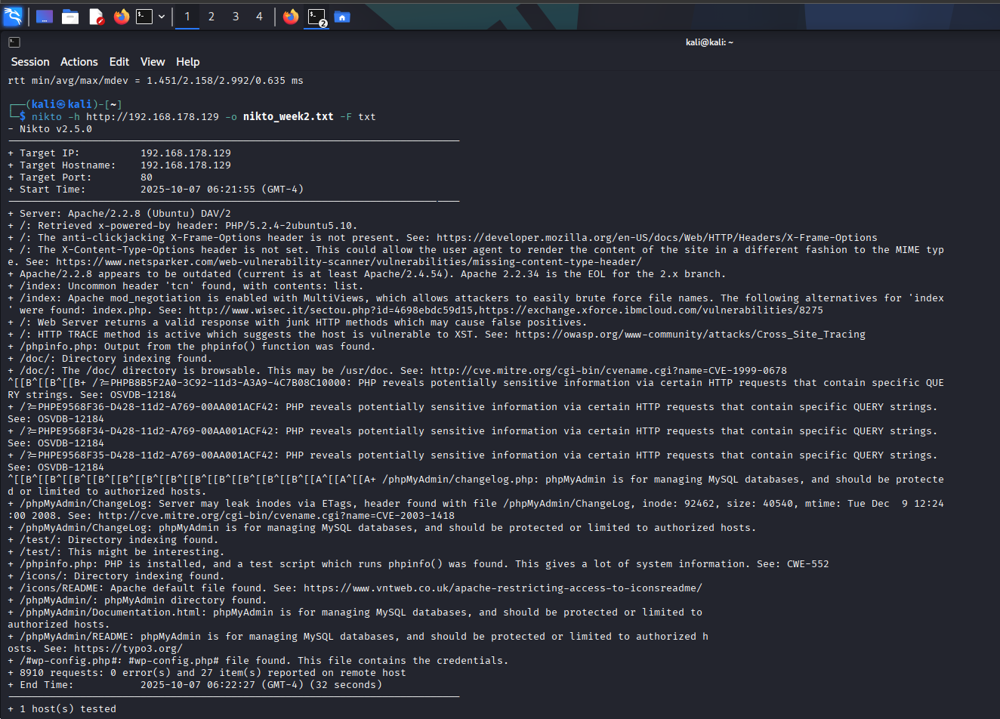 1 2 3 4
2
kali@kali: ~
Session Actions Edit View Help
rtt min/avg/max/mdev = 1.451/2.158/2.992/0.635 ms
┌──(kali㉿kali)-[~]
└─$ nikto -h http://192.168.178.129 -o nikto_week2.txt -F txt
- Nikto v2.5.0
---------------------------------------------------------------------------
+ Target IP:          192.168.178.129
+ Target Hostname:    192.168.178.129
+ Target Port:        80
+ Start Time:         2025-10-07 06:21:55 (GMT-4)
---------------------------------------------------------------------------
+ Server: Apache/2.2.8 (Ubuntu) DAV/2
+ /: Retrieved x-powered-by header: PHP/5.2.4-2ubuntu5.10.
+ /: The anti-clickjacking X-Frame-Options header is not present. See: https://developer.mozilla.org/en-US/docs/Web/HTTP/Headers/X-Frame-Options
+ /: The X-Content-Type-Options header is not set. This could allow the user agent to render the content of the site in a different fashion to the MIME typ
e. See: https://www.netsparker.com/web-vulnerability-scanner/vulnerabilities/missing-content-type-header/
+ Apache/2.2.8 appears to be outdated (current is at least Apache/2.4.54). Apache 2.2.34 is the EOL for the 2.x branch.
+ /index: Uncommon header 'tcn' found, with contents: list.
+ /index: Apache mod_negotiation is enabled with MultiViews, which allows attackers to easily brute force file names. The following alternatives for 'index
' were found: index.php. See: http://www.wisec.it/sectou.php?id=4698ebdc59d15,https://exchange.xforce.ibmcloud.com/vulnerabilities/8275
+ /: Web Server returns a valid response with junk HTTP methods which may cause false positives.
+ /: HTTP TRACE method is active which suggests the host is vulnerable to XST. See: https://owasp.org/www-community/attacks/Cross_Site_Tracing
+ /phpinfo.php: Output from the phpinfo() function was found.
+ /doc/: Directory indexing found.
+ /doc/: The /doc/ directory is browsable. This may be /usr/doc. See: http://cve.mitre.org/cgi-bin/cvename.cgi?name=CVE-1999-0678
^[[B^[[B^[[B+ /?=PHPB8B5F2A0-3C92-11d3-A3A9-4C7B08C10000: PHP reveals potentially sensitive information via certain HTTP requests that contain specific QUE
RY strings. See: OSVDB-12184
+ /?=PHPE9568F36-D428-11d2-A769-00AA001ACF42: PHP reveals potentially sensitive information via certain HTTP requests that contain specific QUERY strings.
See: OSVDB-12184
+ /?=PHPE9568F34-D428-11d2-A769-00AA001ACF42: PHP reveals potentially sensitive information via certain HTTP requests that contain specific QUERY strings.
See: OSVDB-12184
+ /?=PHPE9568F35-D428-11d2-A769-00AA001ACF42: PHP reveals potentially sensitive information via certain HTTP requests that contain specific QUERY strings.
See: OSVDB-12184
^[[B^[[B^[[B^[[B^[[B^[[B^[[B^[[B^[[B^[[B^[[B^[[B^[[A^[[A^[[A+ /phpMyAdmin/changelog.php: phpMyAdmin is for managing MySQL databases, and should be protecte
d or limited to authorized hosts.
+ /phpMyAdmin/ChangeLog: Server may leak inodes via ETags, header found with file /phpMyAdmin/ChangeLog, inode: 92462, size: 40540, mtime: Tue Dec  9 12:24
:00 2008. See: http://cve.mitre.org/cgi-bin/cvename.cgi?name=CVE-2003-1418
+ /phpMyAdmin/ChangeLog: phpMyAdmin is for managing MySQL databases, and should be protected or limited to authorized hosts.
+ /test/: Directory indexing found.
+ /test/: This might be interesting.
+ /phpinfo.php: PHP is installed, and a test script which runs phpinfo() was found. This gives a lot of system information. See: CWE-552
+ /icons/: Directory indexing found.
+ /icons/README: Apache default file found. See: https://www.vntweb.co.uk/apache-restricting-access-to-iconsreadme/
+ /phpMyAdmin/: phpMyAdmin directory found.
+ /phpMyAdmin/Documentation.html: phpMyAdmin is for managing MySQL databases, and should be protected or limited to
authorized hosts.
+ /phpMyAdmin/README: phpMyAdmin is for managing MySQL databases, and should be protected or limited to authorized h
osts. See: https://typo3.org/
+ /#wp-config.php#: #wp-config.php# file found. This file contains the credentials.
+ 8910 requests: 0 error(s) and 27 item(s) reported on remote host
+ End Time:           2025-10-07 06:22:27 (GMT-4) (32 seconds)
---------------------------------------------------------------------------
+ 1 host(s) tested